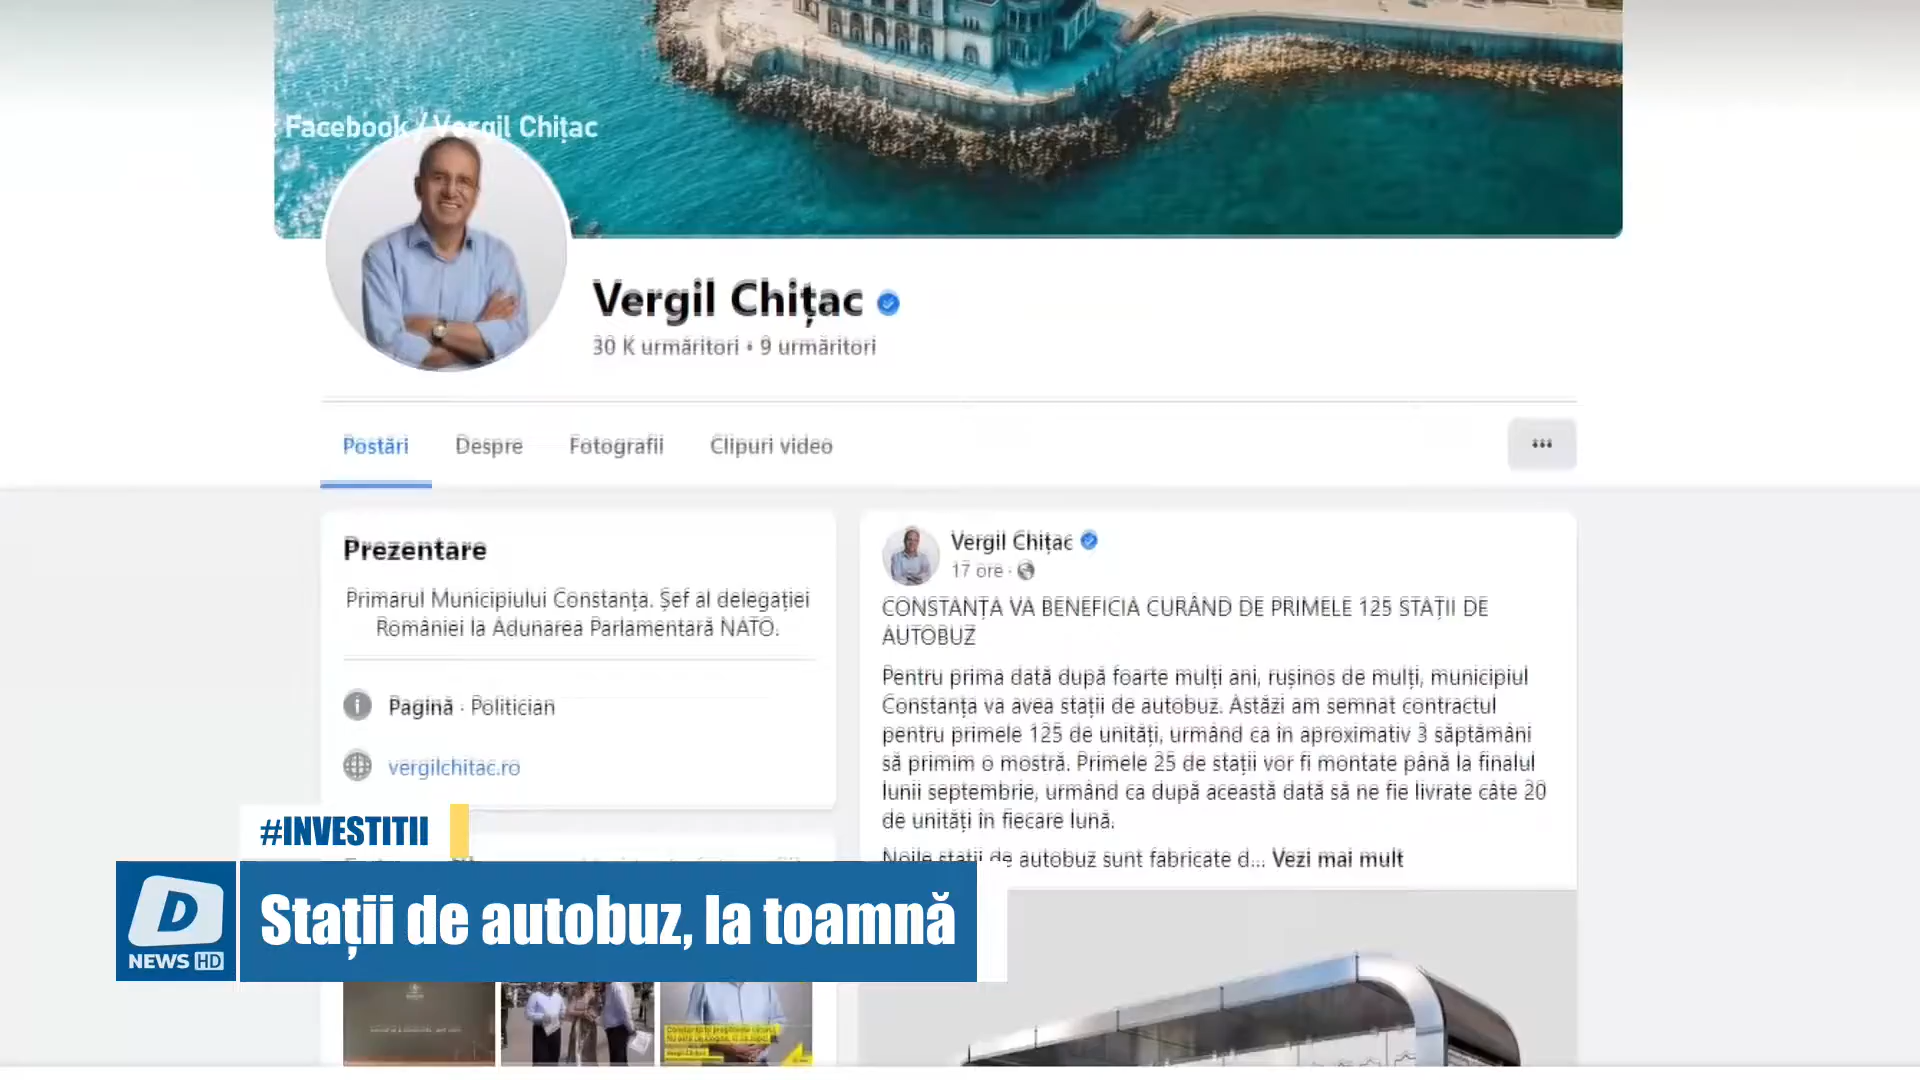 Facebook / Vergil Chițac
Vergil Chițac
30 K urmăritori • 9 urmăritori
Postări
Despre
Fotografii
Clipuri video
Prezentare
Primarul Municipiului Constanța. Șef al delegației
României la Adunarea Parlamentară NATO.
Pagină · Politician
vergilchitac.ro
Vergil Chițac
17 ore ·
CONSTANȚA VA BENEFICIA CURÂND DE PRIMELE 125 STAȚII DE
AUTOBUZ
Pentru prima dată după foarte mulți ani, rușinos de mulți, municipiul
Constanța va avea stații de autobuz. Astăzi am semnat contractul
pentru primele 125 de unități, urmând ca în aproximativ 3 săptămâni
să primim o mostră. Primele 25 de stații vor fi montate până la finalul
lunii septembrie, urmând ca după această dată să ne fie livrate câte 20
de unități în fiecare lună.
Noile stații de autobuz sunt fabricate d... Vezi mai mult
#INVESTITII
Stații de autobuz, la toamnă
D
NEWS HD